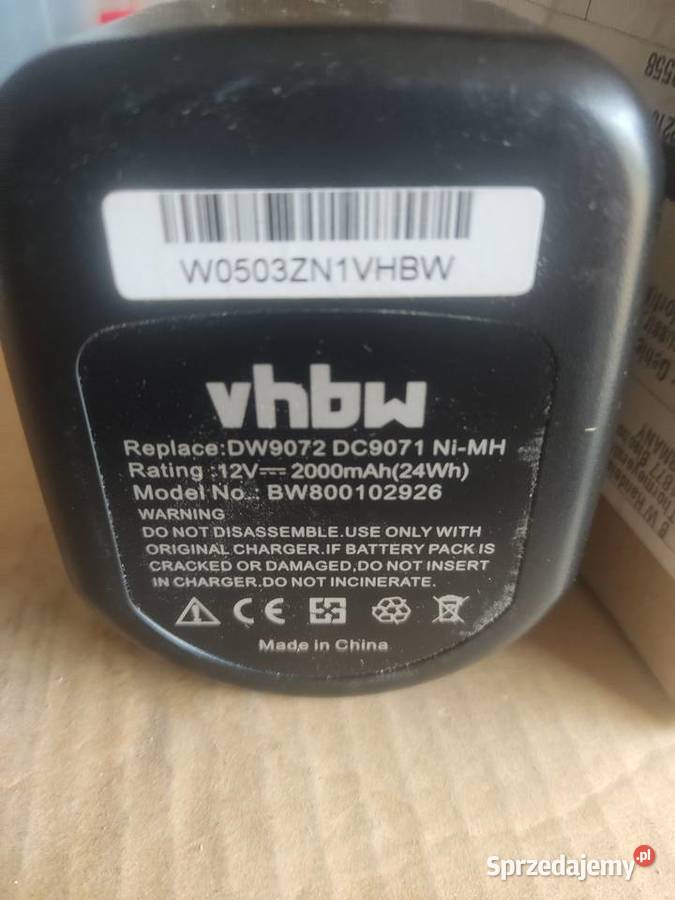 W0503ZN1VHBW
vhbw
Replace:DW9072 DC9071 Ni-MH
Rating :12V⎓ 2000mAh(24Wh)
Model No.: BW800102926
WARNING
DO NOT DISASSEMBLE.USE ONLY WITH
ORIGINAL CHARGER.IF BATTERY PACK IS
CRACKED OR DAMAGED,DO NOT INSERT
IN CHARGER.DO NOT INCINERATE.
CE
Made in China
Sprzedajemy.pl